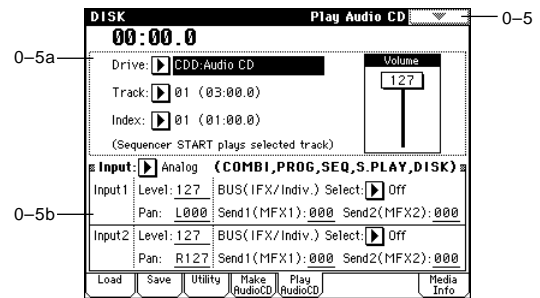 DISK Play Audio CD
0–5
00:00.0
0–5a
Drive: CDD:Audio CD
Volume
127
Track: 01 (03:00.0)
Index: 01 (01:00.0)
(Sequencer START plays selected track)
Input: Analog (COMBI,PROG,SEQ,S.PLAY,DISK)
0–5b
Input1 Level: 127 BUS(IFX/Indiv.) Select: Off
Pan: L000 Send1(MFX1): 000 Send2(MFX2): 000
Input2 Level: 127 BUS(IFX/Indiv.) Select: Off
Pan: R127 Send1(MFX1): 000 Send2(MFX2): 000
Load Save Utility Make AudioCD Play AudioCD Media Info